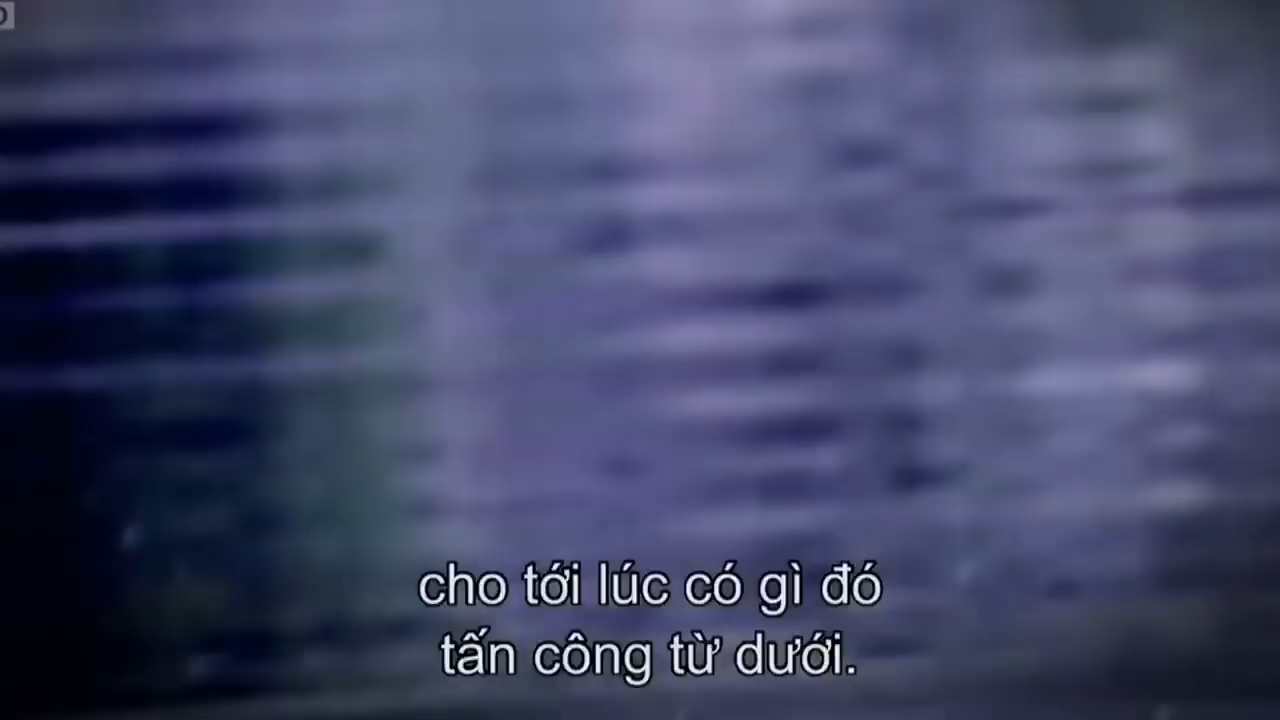 cho tới lúc có gì đó
tấn công từ dưới.